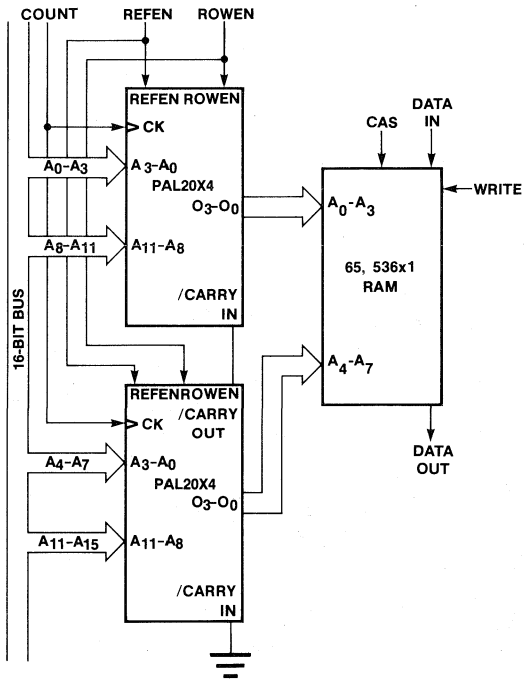 COUNT REFEN ROWEN
REFEN ROWEN
CK
A0-A3
A3-A0
PAL20X4
O3-O0
A8-A11
A11-A8
/CARRY
IN
CAS
DATA
IN
WRITE
A0-A3
65, 536x1
RAM
A4-A7
DATA
OUT
16-BIT BUS
REFENROWEN
/CARRY
OUT
CK
A4-A7
A3-A0
PAL20X4
O3-O0
A11-A15
A11-A8
/CARRY
IN